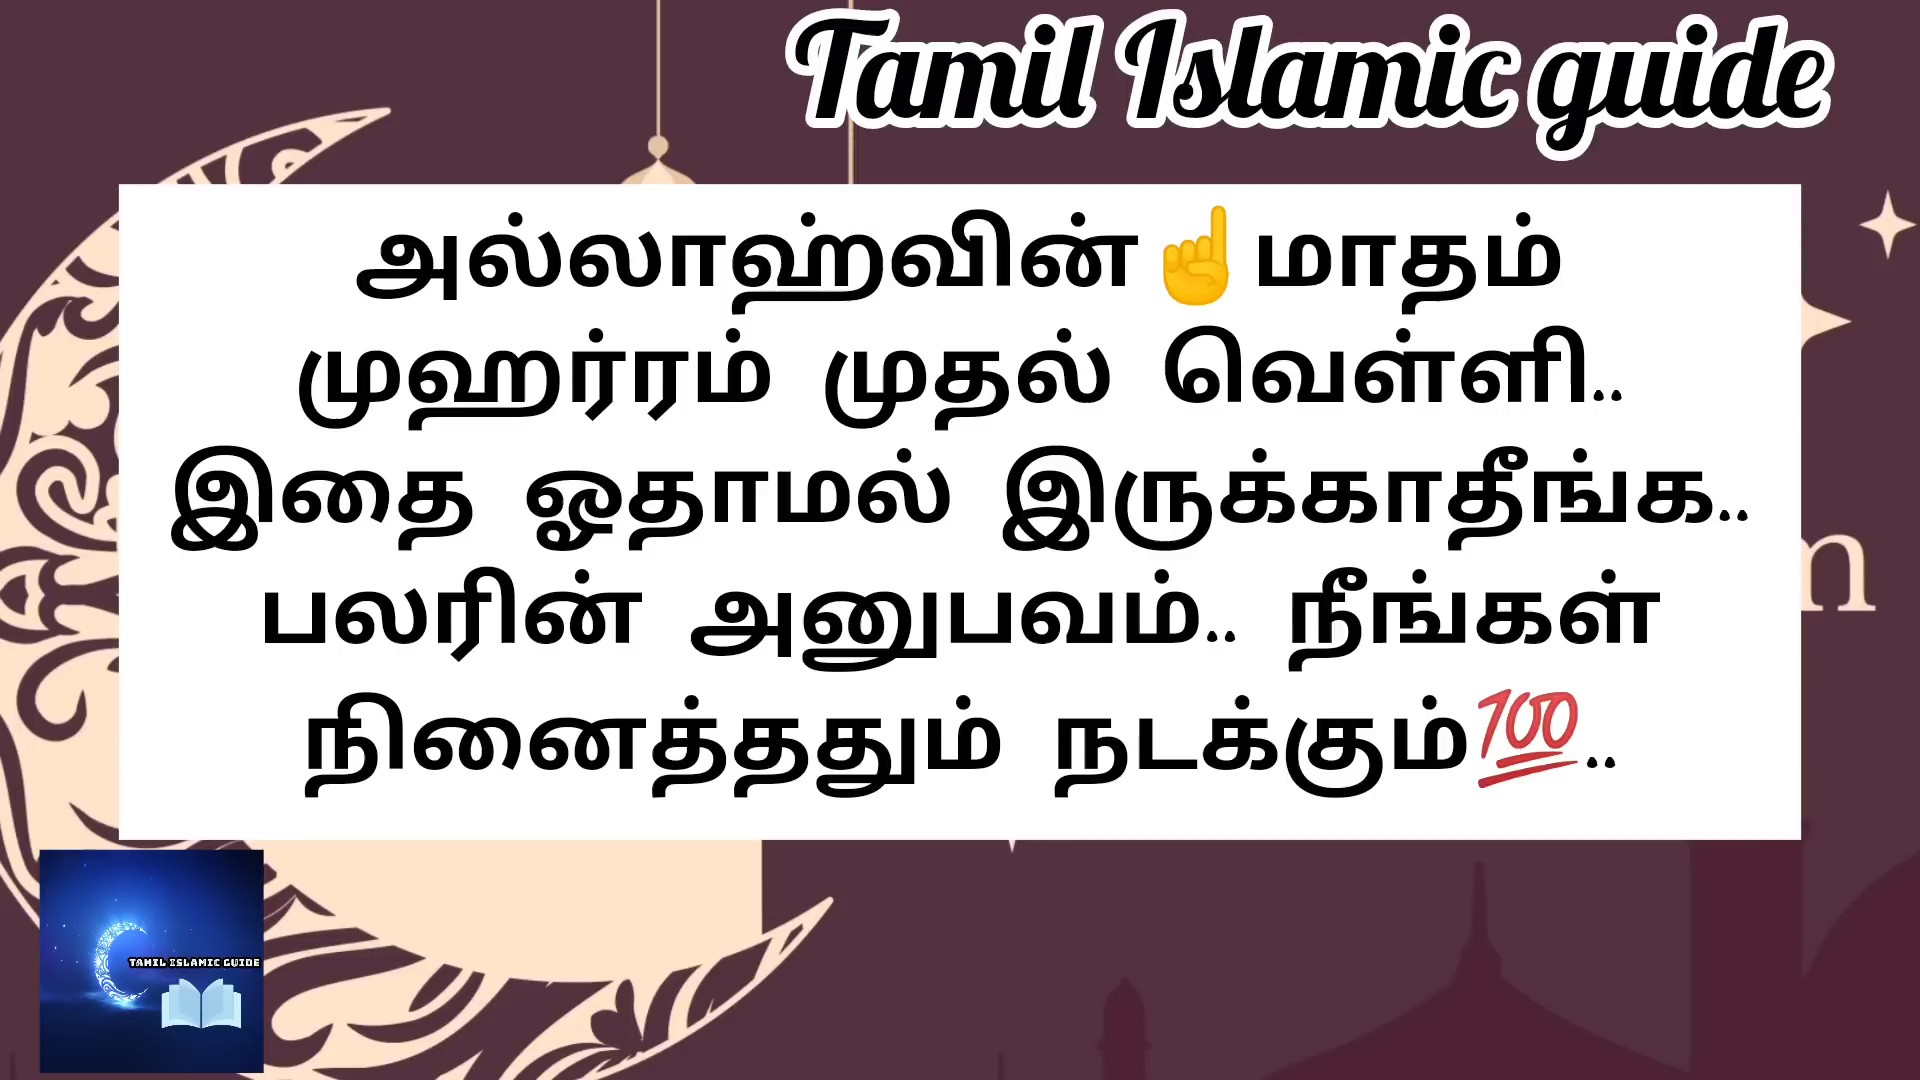 Tamil Islamic guide
அல்லாஹ்வின்☝மாதம்
முஹர்ரம் முதல் வெள்ளி..
இதை ஓதாமல் இருக்காதீங்க..
பலரின் அனுபவம்.. நீங்கள்
நினைத்ததும் நடக்கும்💯..
TAMIL ISLAMIC GUIDE